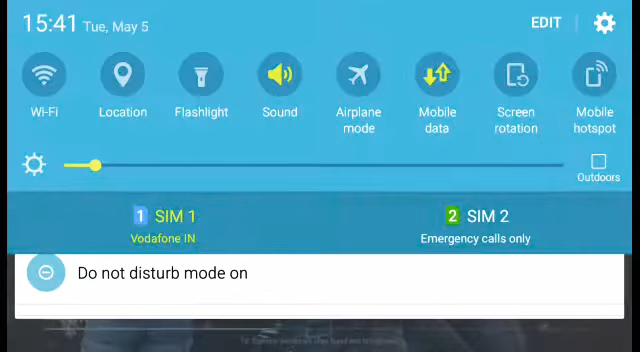 15:41 Tue, May 5 EDIT
Wi-Fi
Location
Flashlight
Sound
Airplane
mode
Mobile
data
Screen
rotation
Mobile
hotspot
Outdoors
1 SIM 1
Vodafone IN
2 SIM 2
Emergency calls only
Do not disturb mode on